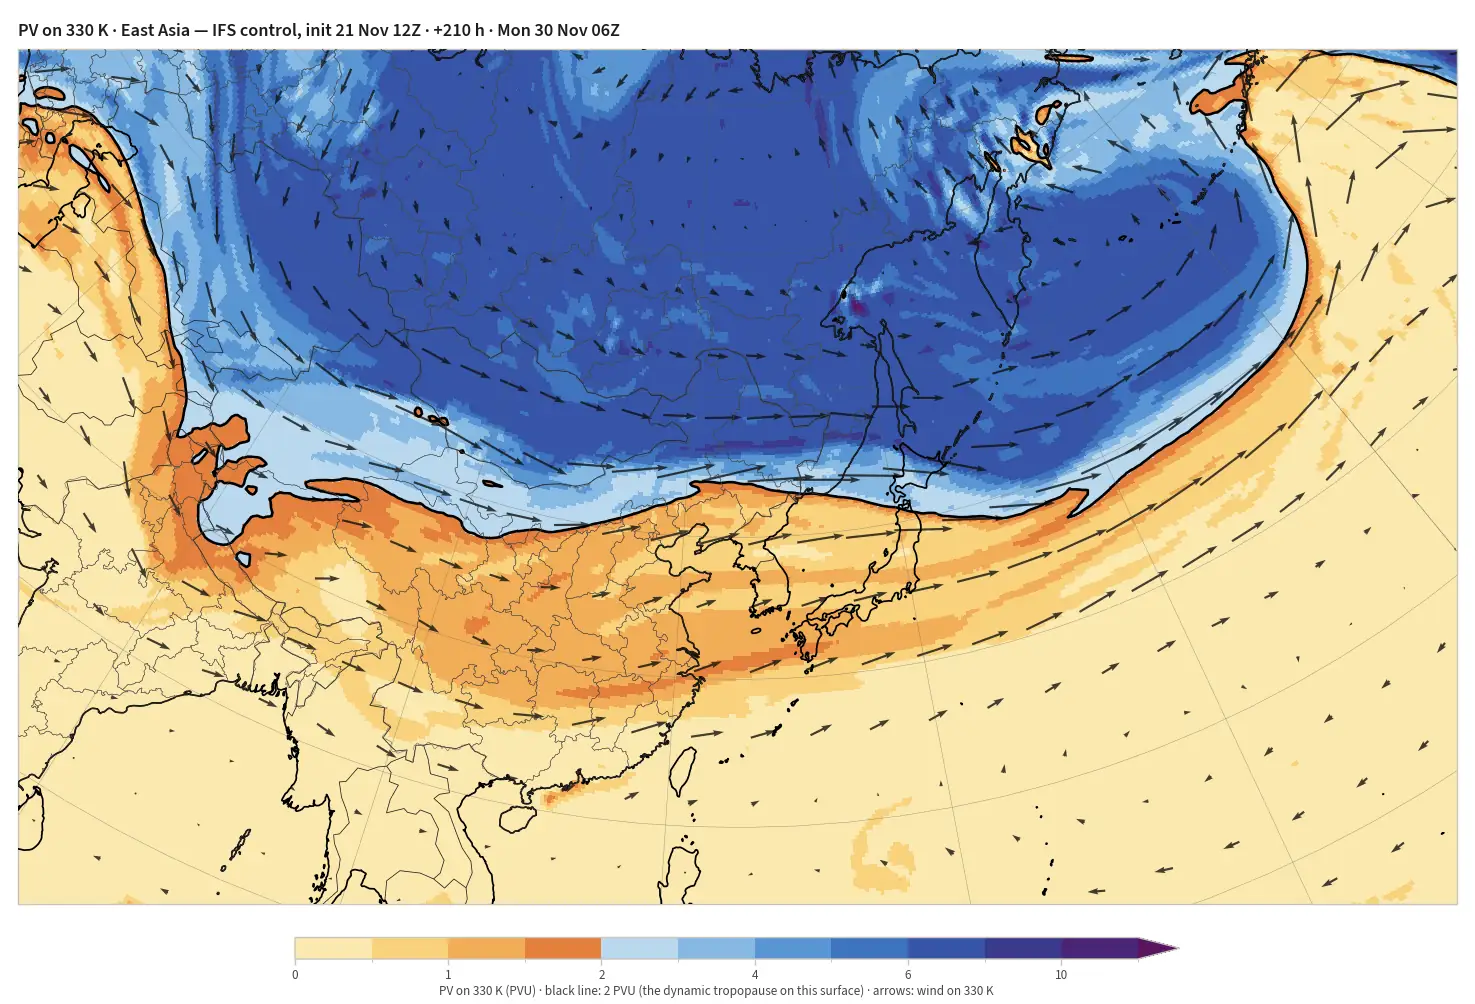 PV on 330 K · East Asia — IFS control, init 21 Nov 12Z · +210 h · Mon 30 Nov 06Z
0 1 2 4 6 10
PV on 330 K (PVU) · black line: 2 PVU (the dynamic tropopause on this surface) · arrows: wind on 330 K